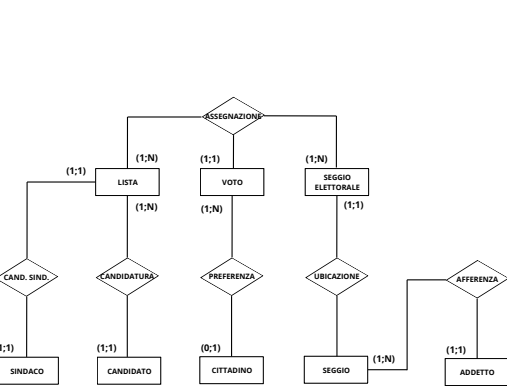 ASSEGNAZIONE
(1;N)
(1;1)
(1;N)
(1;1)
LISTA
VOTO
SEGGIO
ELETTORALE
(1;N)
(1;N)
(1;1)
CAND. SIND.
CANDIDATURA
PREFERENZA
UBICAZIONE
AFFERENZA
;1)
(1;1)
(0;1)
(1;N)
(1;1)
SINDACO
CANDIDATO
CITTADINO
SEGGIO
ADDETTO